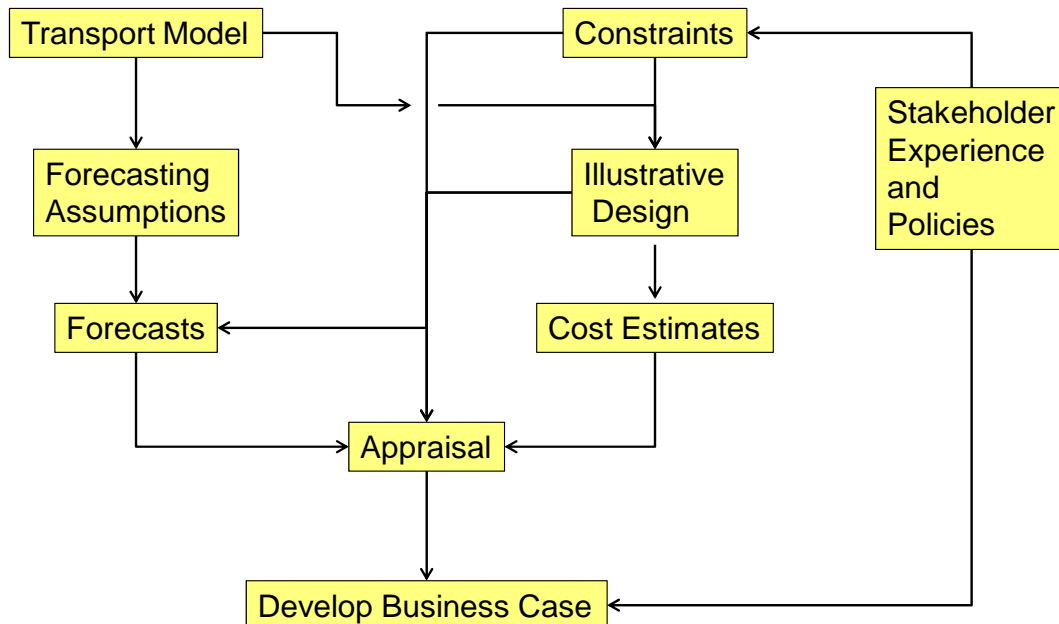 Transport Model
Constraints
Stakeholder
Experience
and
Policies
Forecasting
Assumptions
Illustrative
Design
Forecasts
Cost Estimates
Appraisal
Develop Business Case